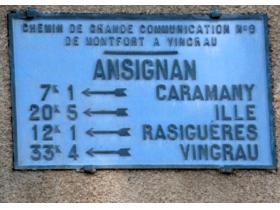 CHEMIN DE GRANDE COMMUNICATION Nº9
DE MONTFORT A VINGRAU
ANSIGNAN
7K 1 ← CARAMANY
20K 5 ← ILLE
12K 1 ← RASIGUÈRES
33K 4 ← VINGRAU